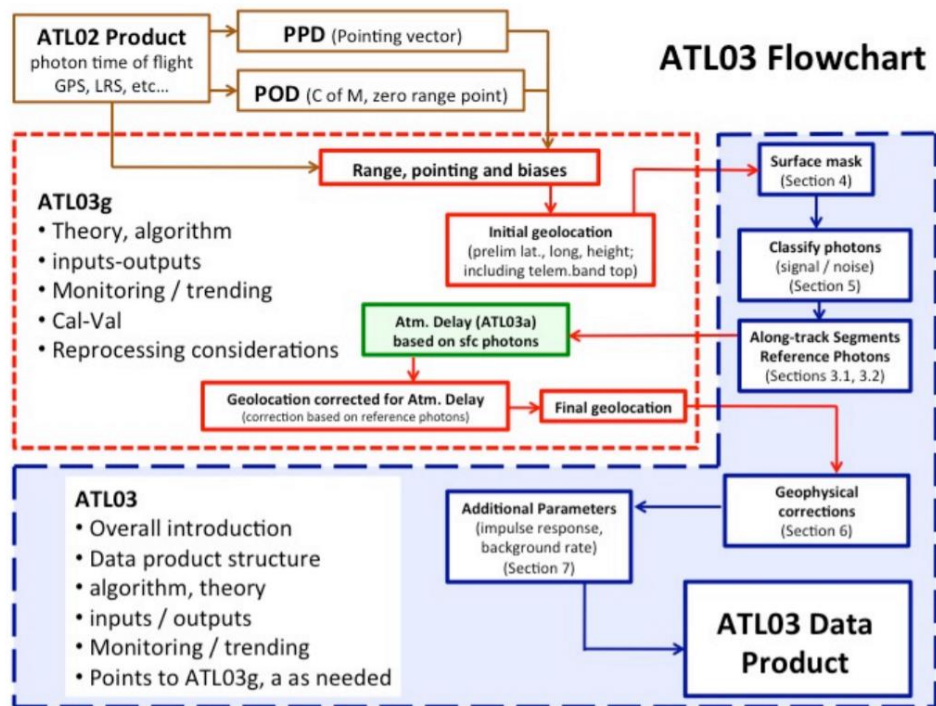 ATL03 Flowchart
ATL02 Product
photon time of flight
GPS, LRS, etc...
PPD (Pointing vector)
POD (C of M, zero range point)
Range, pointing and biases
ATL03g
• Theory, algorithm
• inputs-outputs
• Monitoring / trending
• Cal-Val
• Reprocessing considerations
Initial geolocation
(prelim lat., long, height;
including telem.band top)
Surface mask
(Section 4)
Classify photons
(signal / noise)
(Section 5)
Along-track Segments
Reference Photons
(Sections 3.1, 3.2)
Atm. Delay (ATL03a)
based on sfc photons
Geolocation corrected for Atm. Delay
(correction based on reference photons)
Final geolocation
Geophysical
corrections
(Section 6)
Additional Parameters
(impulse response,
background rate)
(Section 7)
ATL03
• Overall introduction
• Data product structure
• algorithm, theory
• inputs / outputs
• Monitoring / trending
• Points to ATL03g, a as needed
ATL03 Data
Product